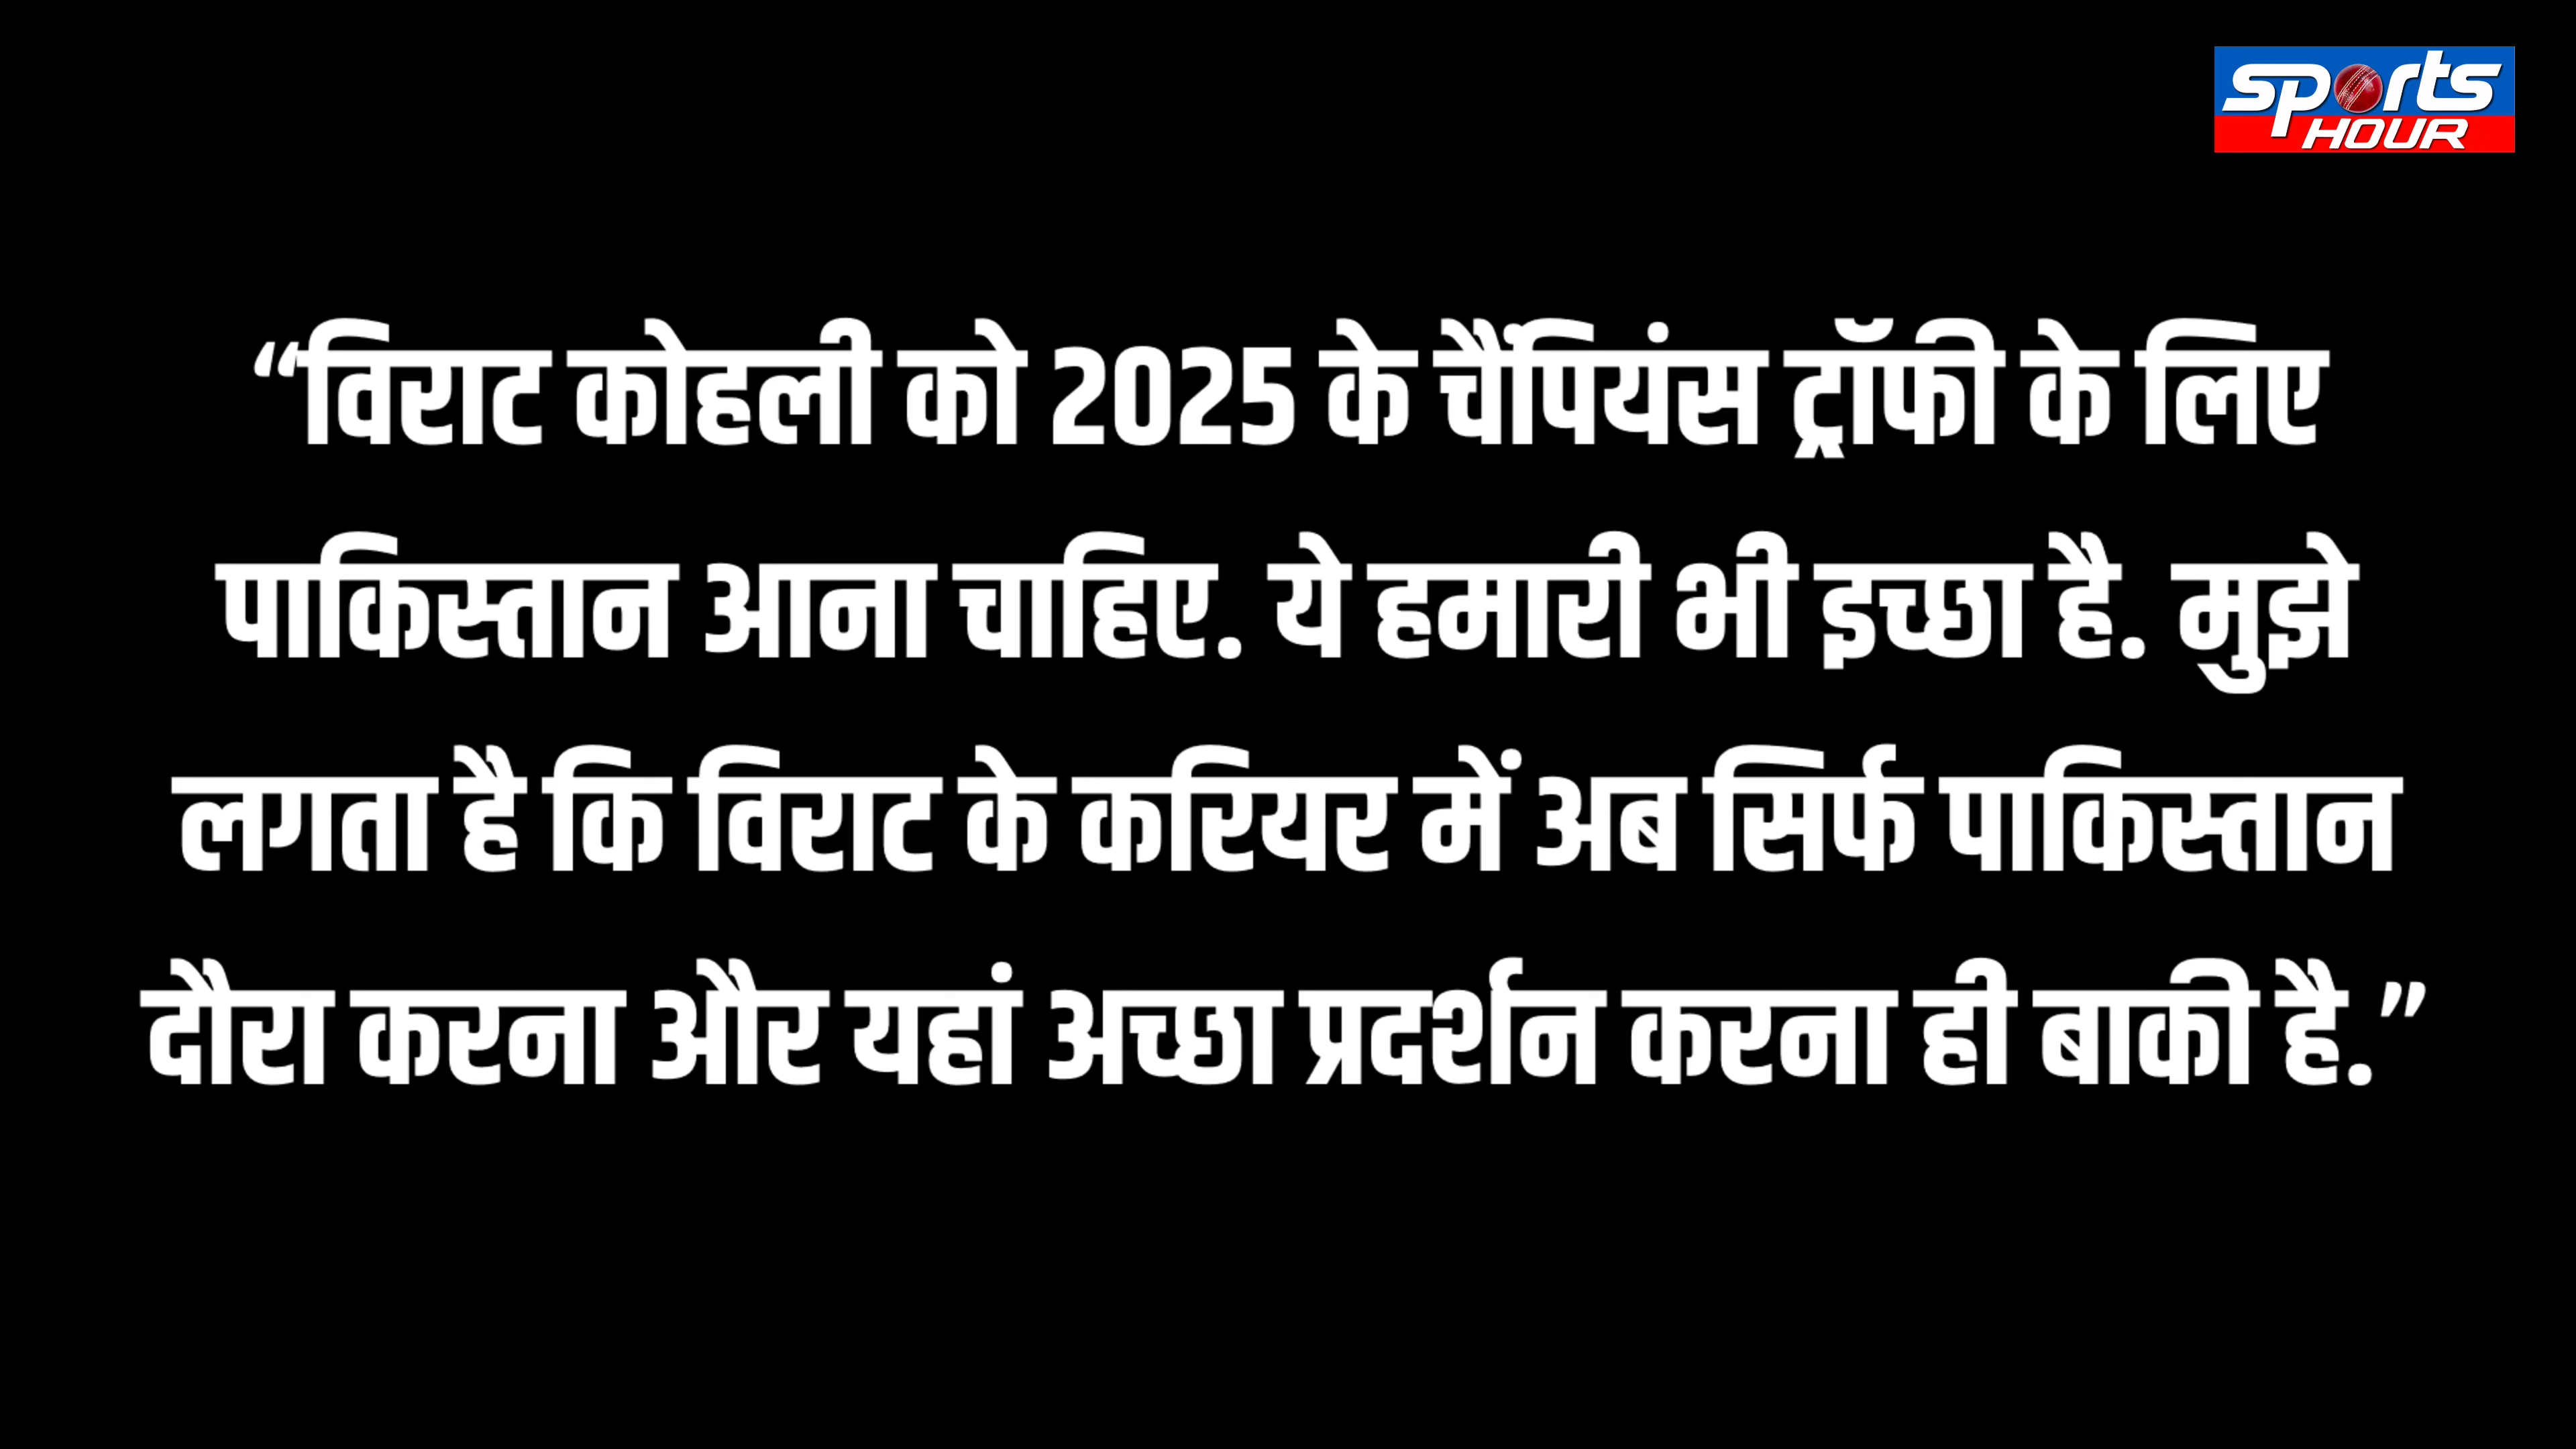 sports
HOUR
“विराट कोहली को 2025 के चैंपियंस ट्रॉफी के लिए
पाकिस्तान आना चाहिए. ये हमारी भी इच्छा है. मुझे
लगता है कि विराट के करियर में अब सिर्फ पाकिस्तान
दौरा करना और यहां अच्छा प्रदर्शन करना ही बाकी है.”